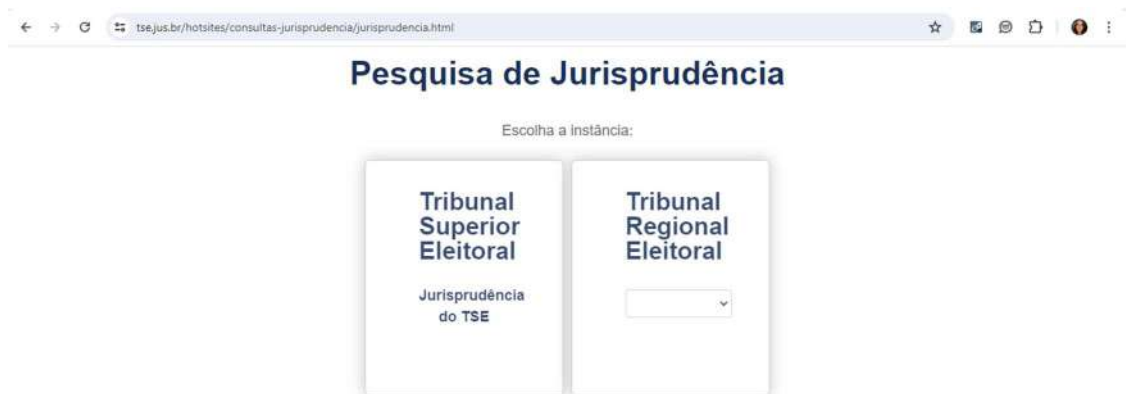 tse.jus.br/hotsites/consultas-jurisprudencia/jurisprudencia.html
Pesquisa de Jurisprudência
Escolha a instância:
Tribunal
Superior
Eleitoral
Jurisprudência
do TSE
Tribunal
Regional
Eleitoral